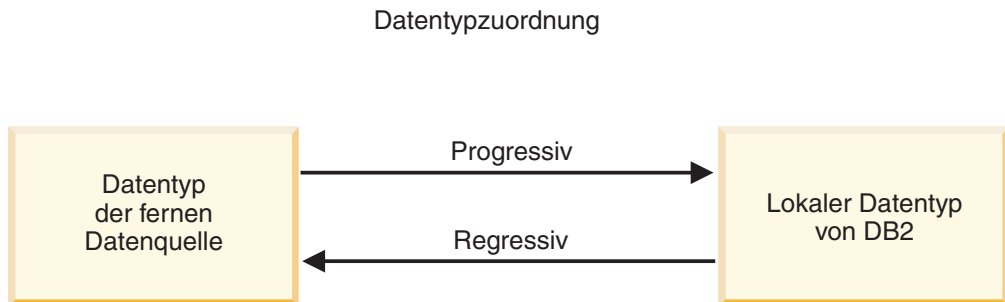 Datentypzuordnung
Datentyp
der fernen
Datenquelle
Progressiv
Regressiv
Lokaler Datentyp
von DB2